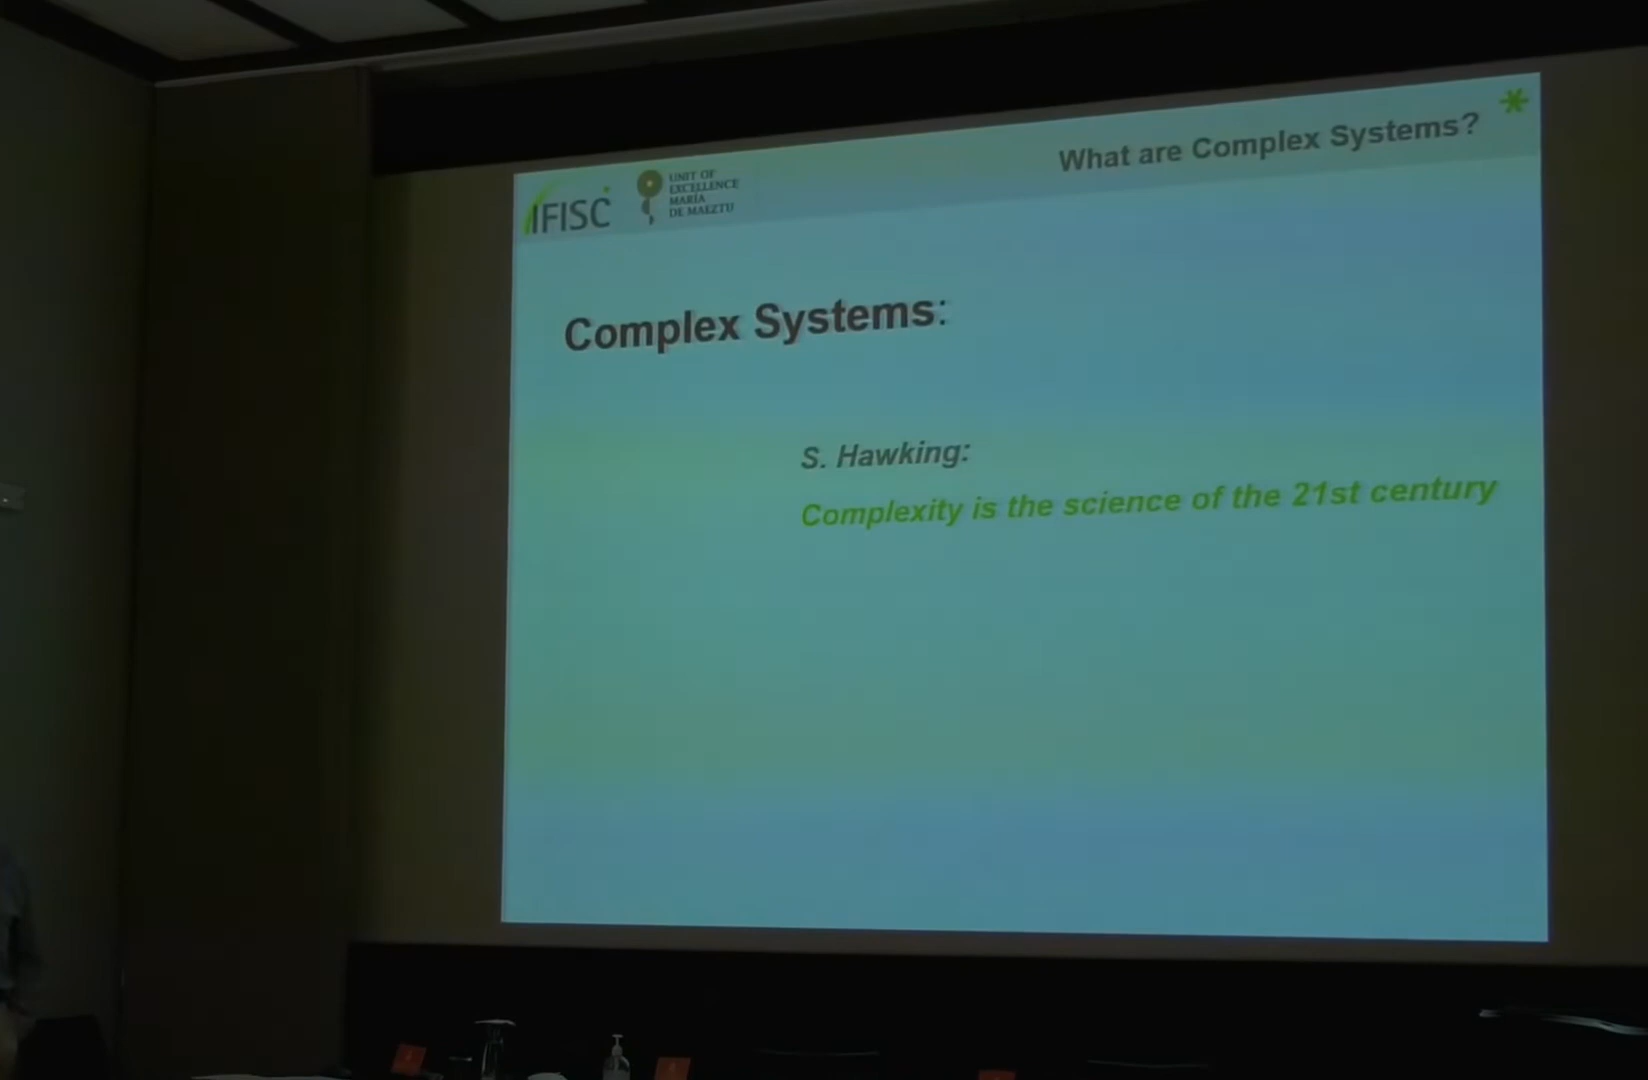 What are Complex Systems?
IFISC
UNIT OF
EXCELLENCE
MARÍA
DE MAEZTU
Complex Systems:
S. Hawking:
Complexity is the science of the 21st century